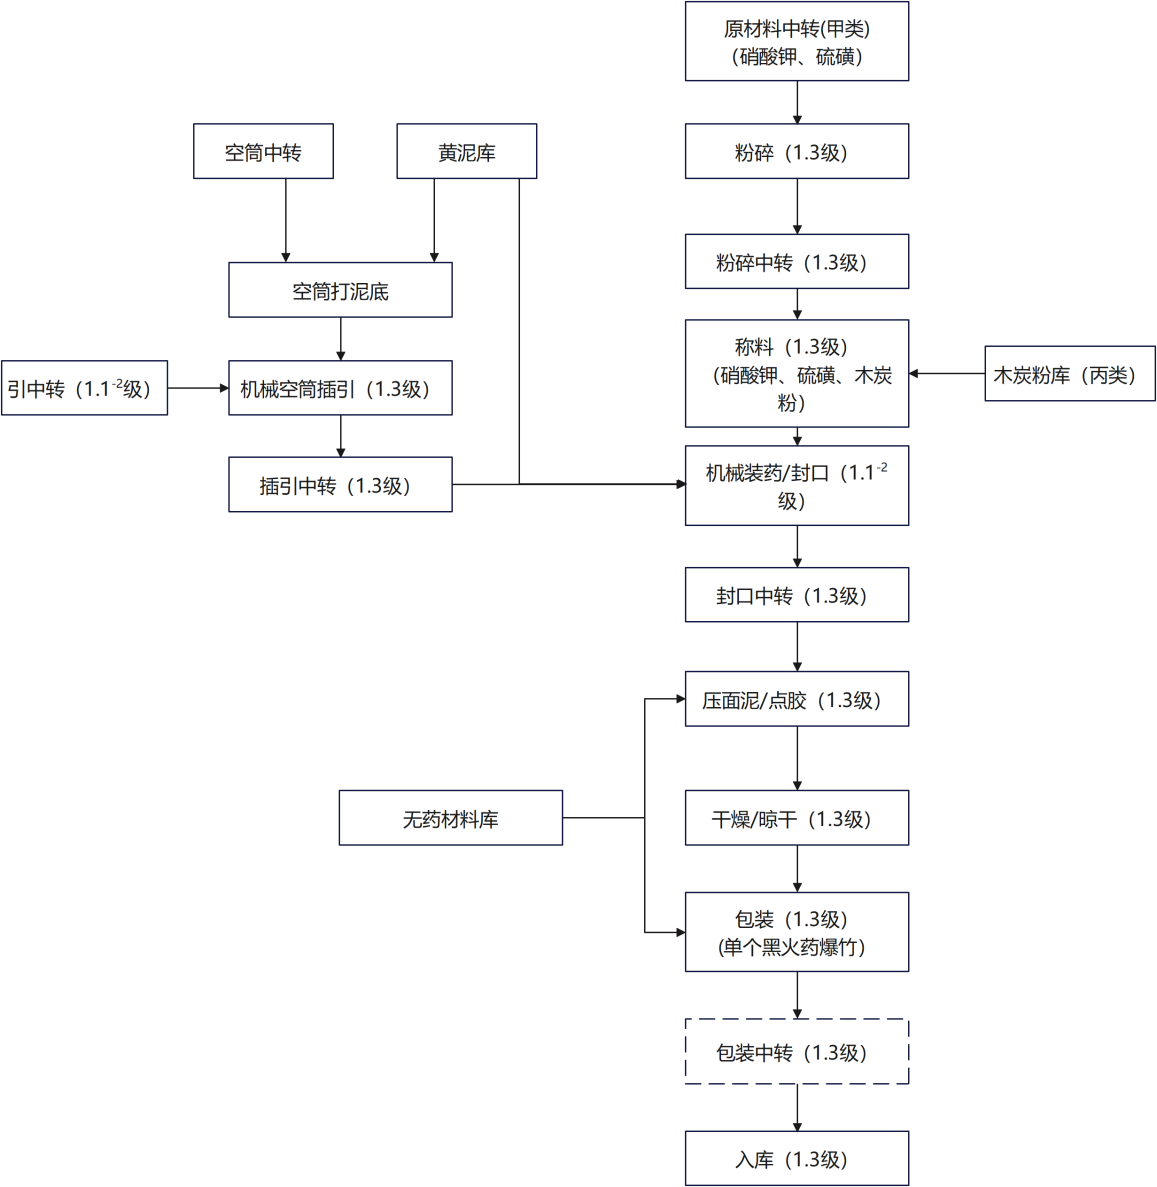 原材料中转(甲类)
（硝酸钾、硫磺）
空筒中转
黄泥库
粉碎（1.3级）
粉碎中转（1.3级）
空筒打泥底
称料（1.3级）
（硝酸钾、硫磺、木炭
粉）
木炭粉库（丙类）
引中转（1.1⁻²级）
机械空筒插引（1.3级）
插引中转（1.3级）
机械装药/封口（1.1⁻²
级）
封口中转（1.3级）
压面泥/点胶（1.3级）
无药材料库
干燥/晾干（1.3级）
包装（1.3级）
(单个黑火药爆竹）
包装中转（1.3级）
入库（1.3级）